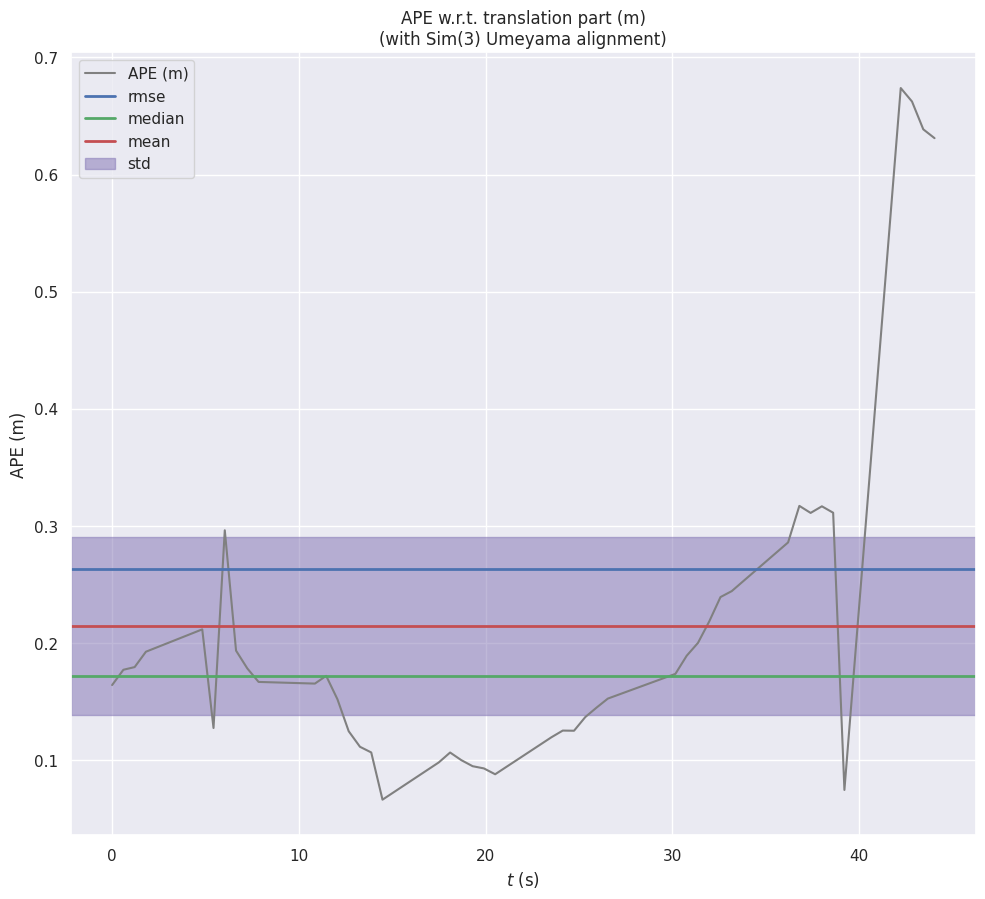 APE w.r.t. translation part (m)
(with Sim(3) Umeyama alignment)
APE (m)
rmse
median
mean
std
0.7
0.6
0.5
0.4
0.3
0.2
0.1
APE (m)
0 10 20 30 40
t (s)